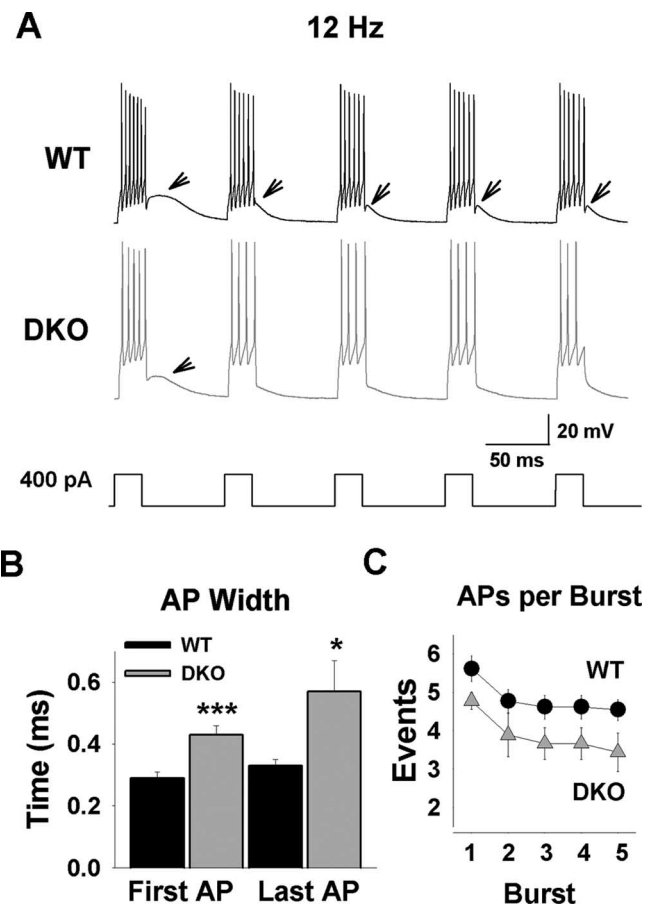 A
12 Hz
WT
DKO
20 mV
50 ms
400 pA
B
AP Width
WT
DKO
*
***
Time (ms)
0.6
0.4
0.2
0.0
First AP
Last AP
C
APs per Burst
WT
DKO
Events
6
5
4
3
2
1 2 3 4 5
Burst